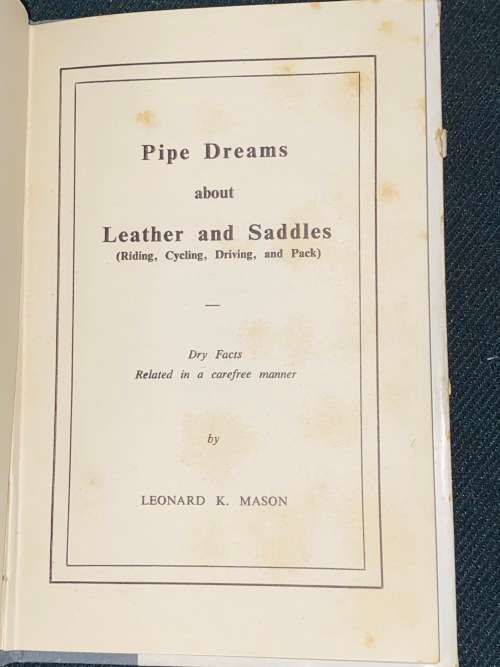 Pipe Dreams
about
Leather and Saddles
(Riding, Cycling, Driving, and Pack)
—
Dry Facts
Related in a carefree manner
by
LEONARD K. MASON